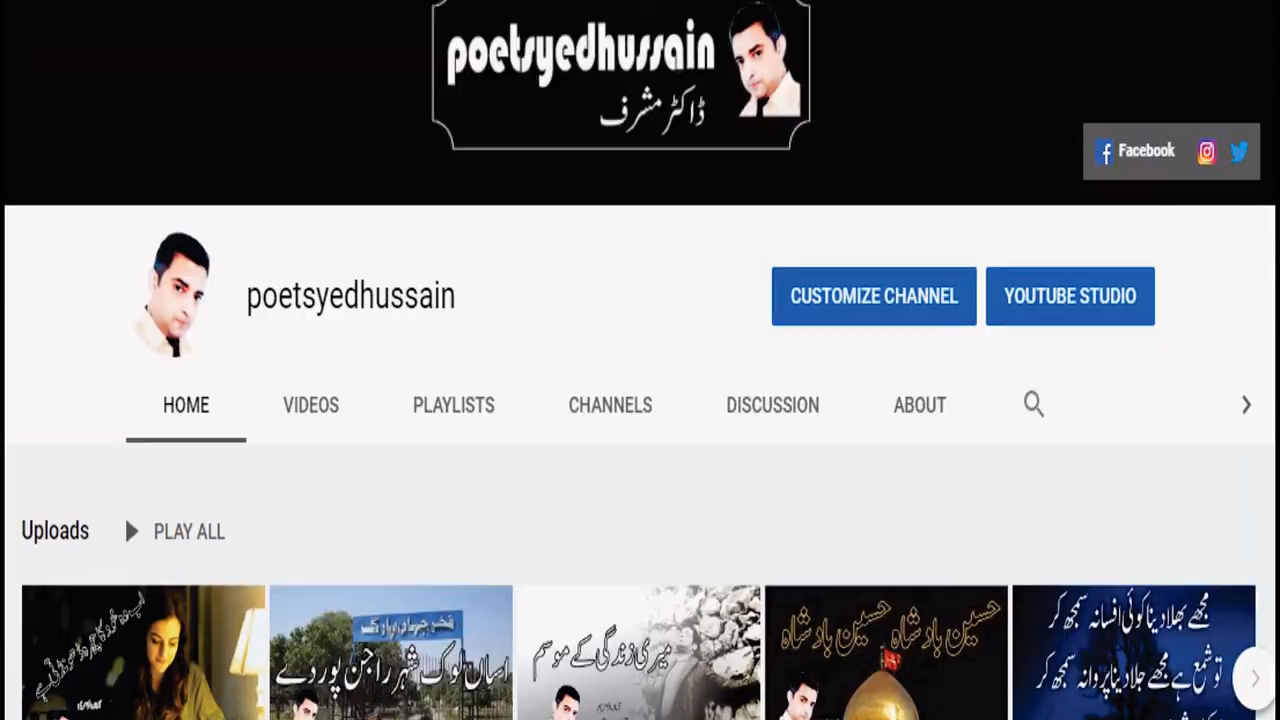 poetsyedhussain
ڈاکٹر مشرف
Facebook
poetsyedhussain
CUSTOMIZE CHANNEL
YOUTUBE STUDIO
HOME
VIDEOS
PLAYLISTS
CHANNELS
DISCUSSION
ABOUT
Uploads
PLAY ALL
اساں لوک شہر راجن پور دے
میری زندگی کے موسم
حسین بادشاہ حسین بادشاہ
مجھے بھلا دینا کوئی افسانہ سمجھ کر
تو شمع ہے مجھے جلا دینا پروانہ سمجھ کر